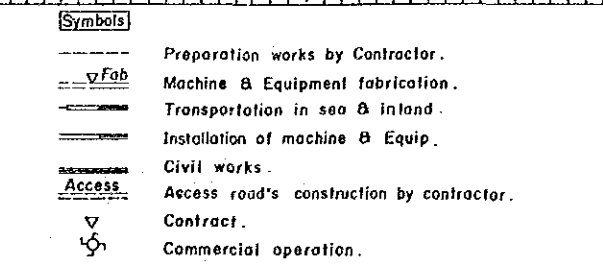 Symbols
Preparation works by Contractor.
Fab Machine & Equipment fabrication.
Transportation in sea & inland.
Installation of machine & Equip.
Civil works.
Access Access road's construction by contractor.
Contract.
Commercial operation.